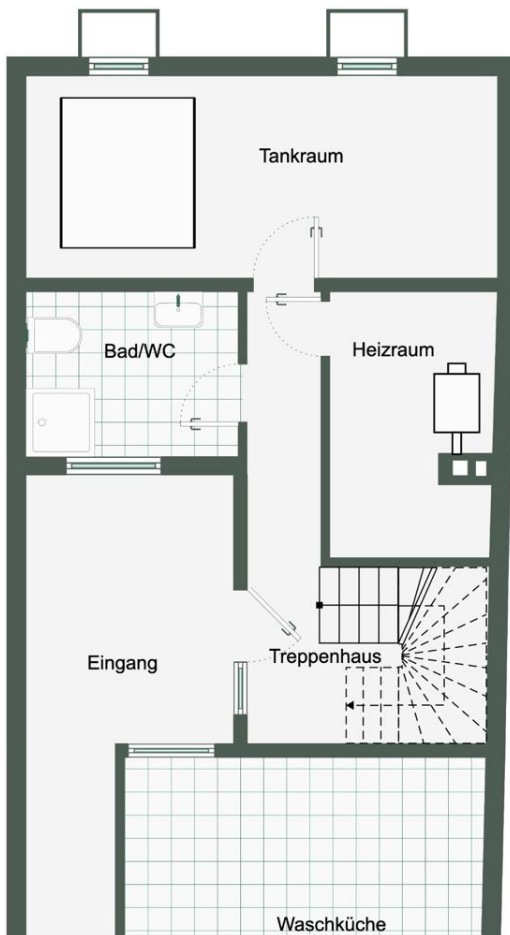 Tankraum
Bad/WC
Heizraum
Eingang
Treppenhaus
Waschküche